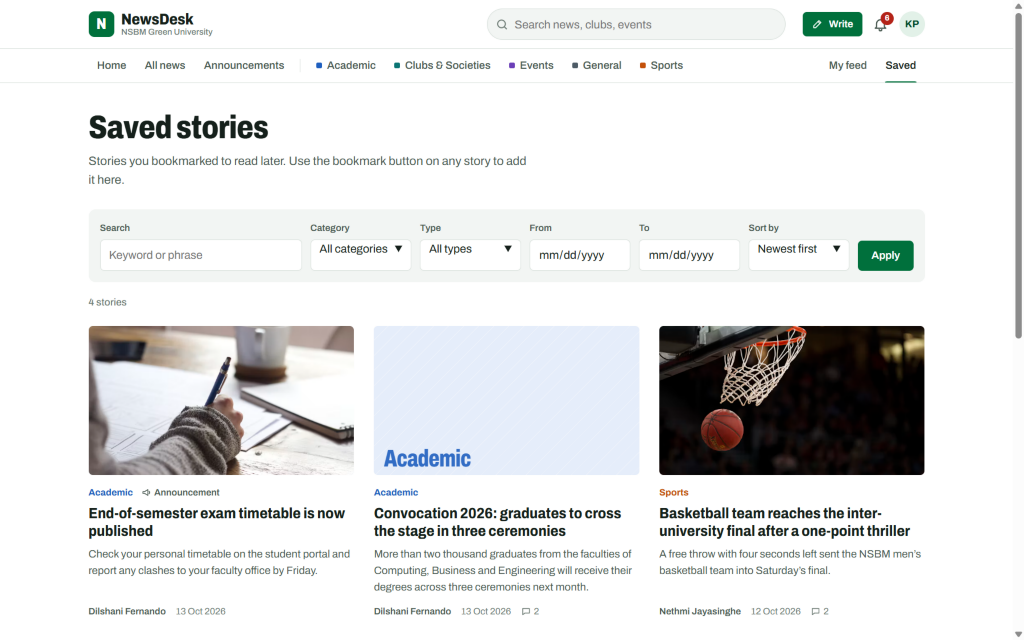 N
NewsDesk
NSBM Green University
Search news, clubs, events
Write
6
KP
Home
All news
Announcements
Academic
Clubs & Societies
Events
General
Sports
My feed
Saved
Saved stories
Stories you bookmarked to read later. Use the bookmark button on any story to add
it here.
Search
Category
Type
From
To
Sort by
Keyword or phrase
All categories
All types
mm/dd/yyyy
mm/dd/yyyy
Newest first
Apply
4 stories
Academic
Announcement
End-of-semester exam timetable is now
published
Check your personal timetable on the student portal and
report any clashes to your faculty office by Friday.
Dilshani Fernando
13 Oct 2026
Academic
Academic
Convocation 2026: graduates to cross
the stage in three ceremonies
More than two thousand graduates from the faculties of
Computing, Business and Engineering will receive their
degrees across three ceremonies next month.
Dilshani Fernando
13 Oct 2026
2
Sports
Basketball team reaches the inter-
university final after a one-point thriller
A free throw with four seconds left sent the NSBM men’s
basketball team into Saturday’s final.
Nethmi Jayasinghe
12 Oct 2026
2